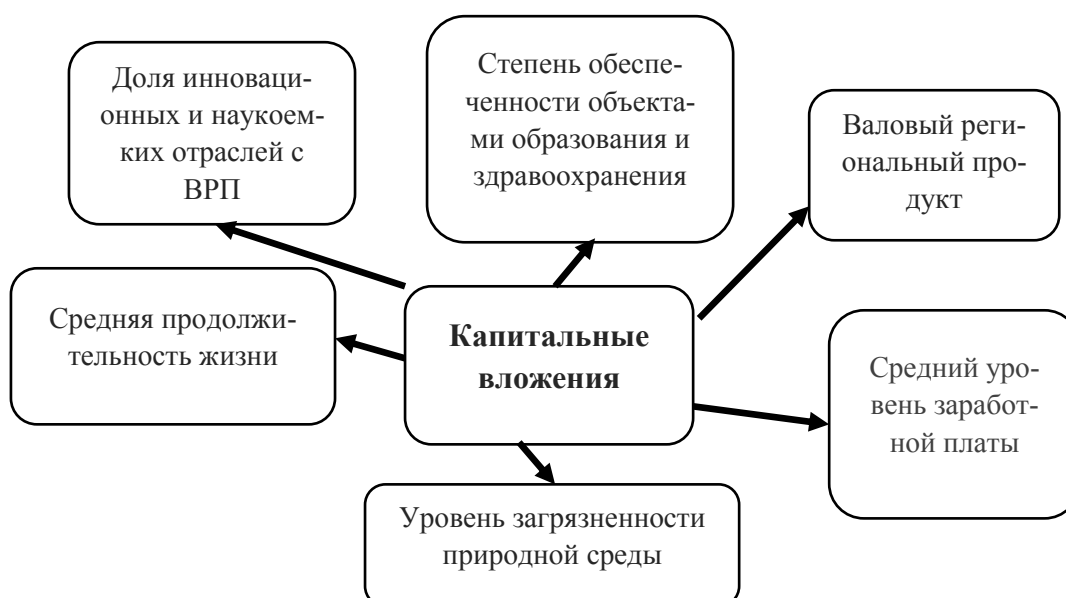 Доля инноваци-
онных и наукоем-
ких отраслей с
ВРП
Степень обеспе-
ченности объекта-
ми образования и
здравоохранения
Валовый реги-
ональный про-
дукт
Средняя продолжи-
тельность жизни
Капитальные
вложения
Средний уро-
вень заработ-
ной платы
Уровень загрязненности
природной среды